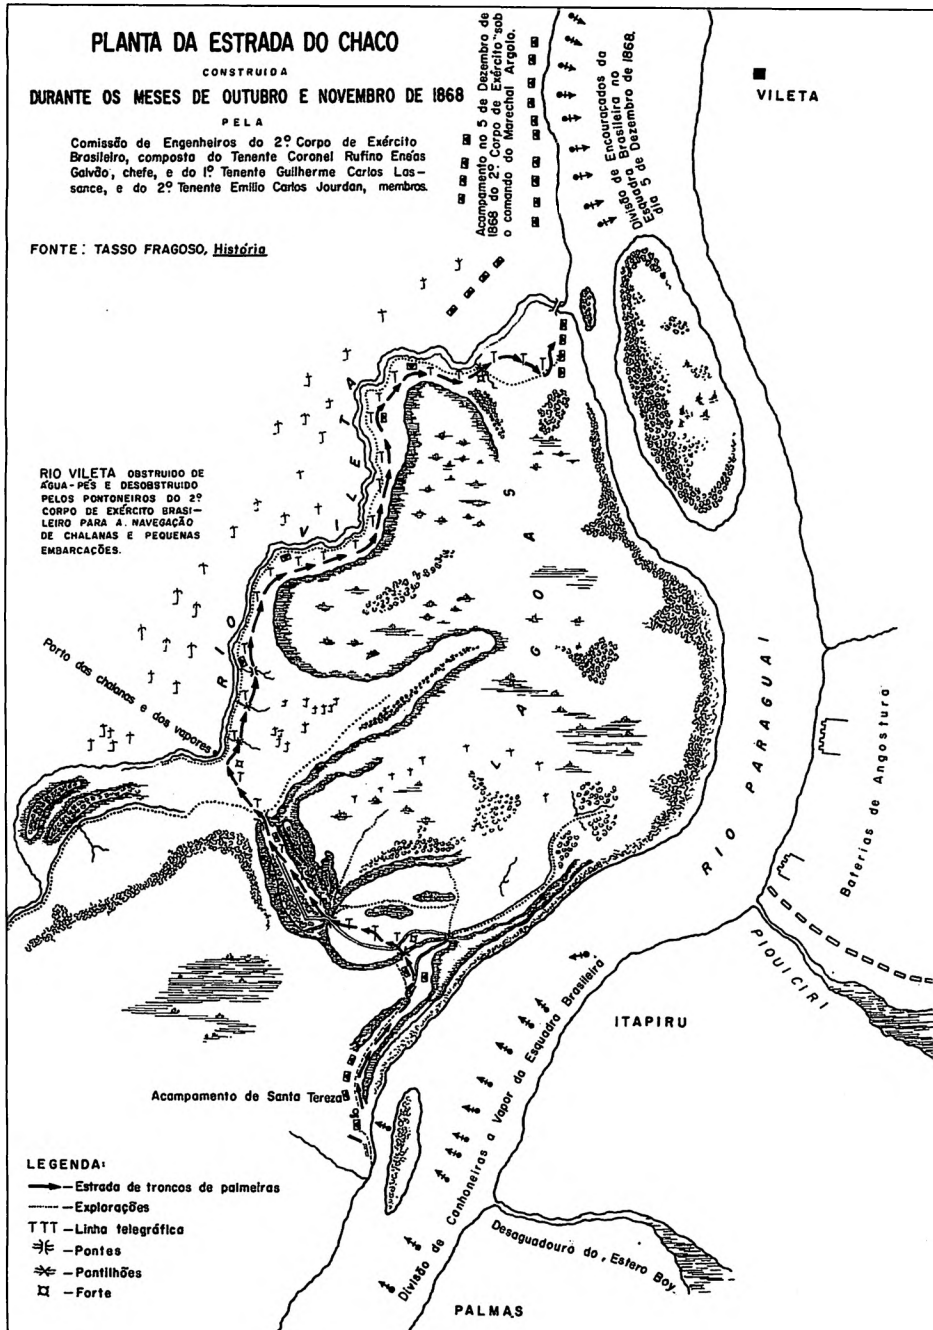 PLANTA DA ESTRADA DO CHACO
CONSTRUIDA
DURANTE OS MESES DE OUTUBRO E NOVEMBRO DE 1868
PELA
Comissão de Engenheiros do 2º Corpo de Exército
Brasileiro, composta do Tenente Coronel Rufino Enéas
Galvão, chefe, e do 1º Tenente Guilherme Carlos Las-
sance, e do 2º Tenente Emilio Carlos Jourdan, membros.
FONTE: TASSO FRAGOSO, História
Acampamento no 5 de Dezembro de
1868 do 2º Corpo de Exército sob
o comando do Marechal Argolo.
Divisão de Encouraçados da
Esquadra Brasileira no
dia 5 de Dezembro de 1868.
VILETA
RIO VILETA OBSTRUIDO DE
ÁGUA-PÉS E DESOBSTRUIDO
PELOS PONTONEIROS DO 2º
CORPO DE EXÉRCITO BRASI-
LEIRO PARA A NAVEGAÇÃO
DE CHALANAS E PEQUENAS
EMBARCAÇÕES.
RIO VILETA
LAGOAS
Porto das chalanas e dos vapores
RIO PARAGUAI
Baterias de Angostura
PIQUICIRI
ITAPIRU
Acampamento de Santa Tereza
Divisão de Canhoneiras a Vapor da Esquadra Brasileira
Desaguadouro do Estero Boy.
PALMAS
LEGENDA:
—Estrada de troncos de palmeiras
—Explorações
TTT —Linha telegráfica
—Pontes
—Pontilhões
—Forte